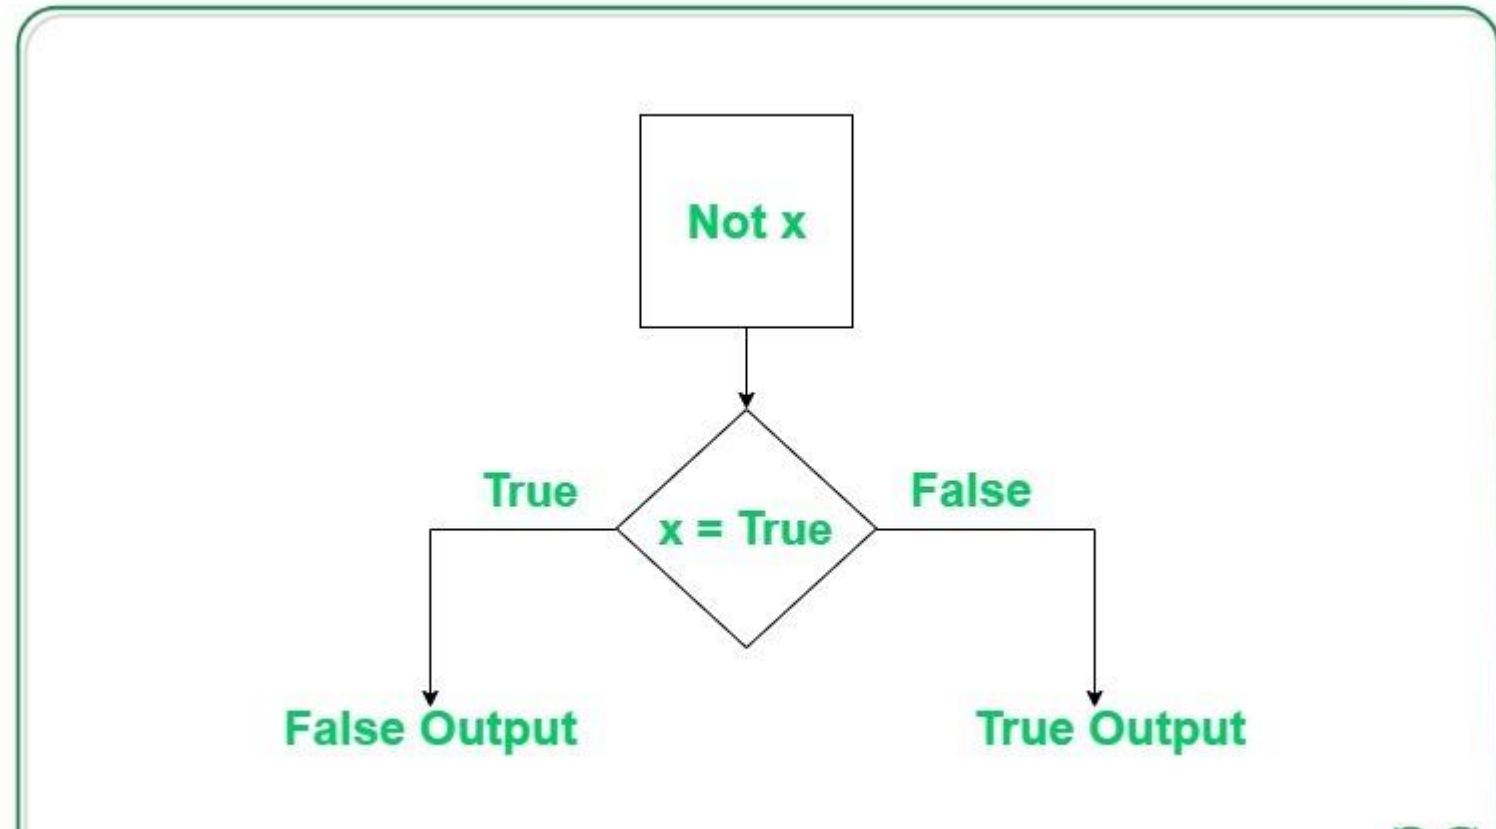 Not x
True
False
x = True
False Output
True Output